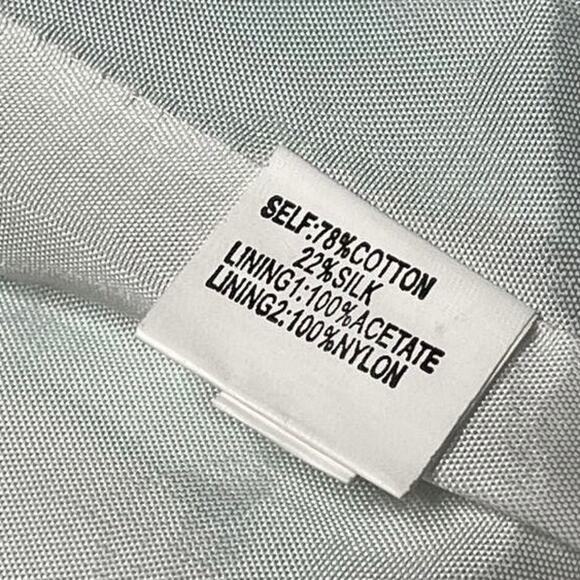 SELF:78%COTTON
22%SILK
LINING1:100%ACETATE
LINING2:100%NYLON